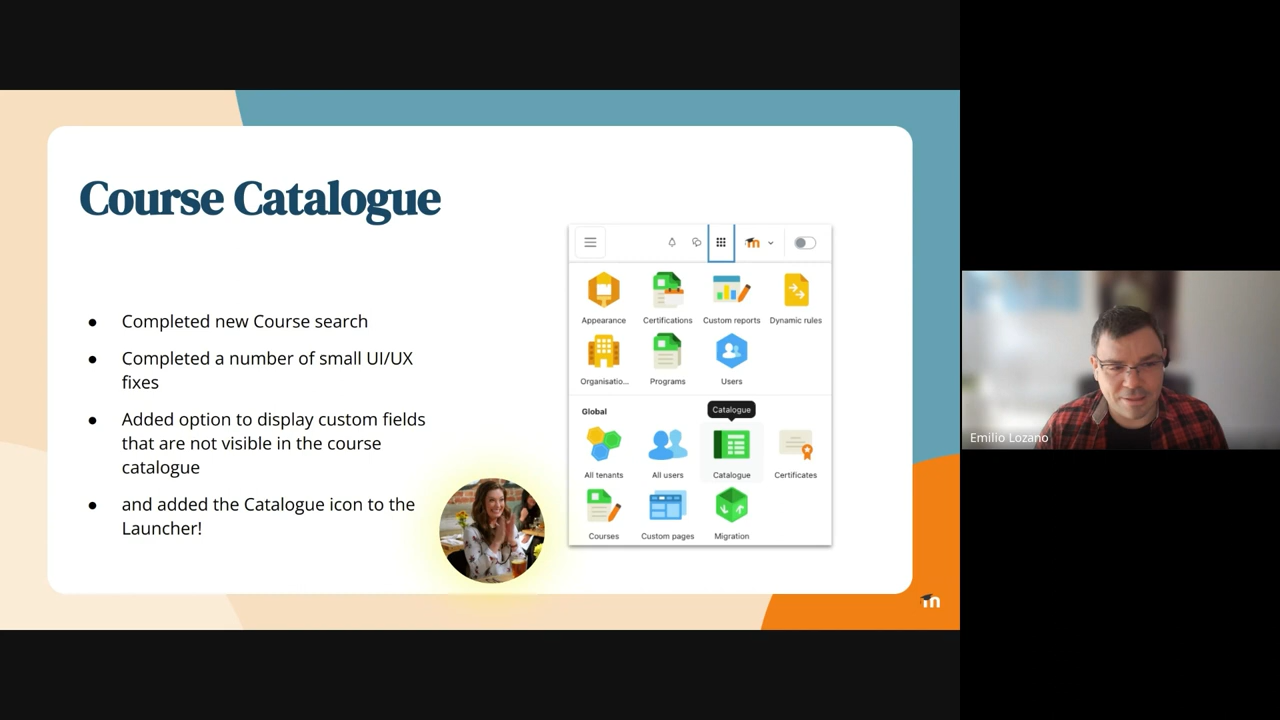 Course Catalogue
● Completed new Course search
● Completed a number of small UI/UX
fixes
● Added option to display custom fields
that are not visible in the course
catalogue
● and added the Catalogue icon to the
Launcher!
Appearance Certifications Custom reports Dynamic rules
Organisatio... Programs Users
Global
Catalogue
All tenants All users Catalogue Certificates
Courses Custom pages Migration
Emilio Lozano